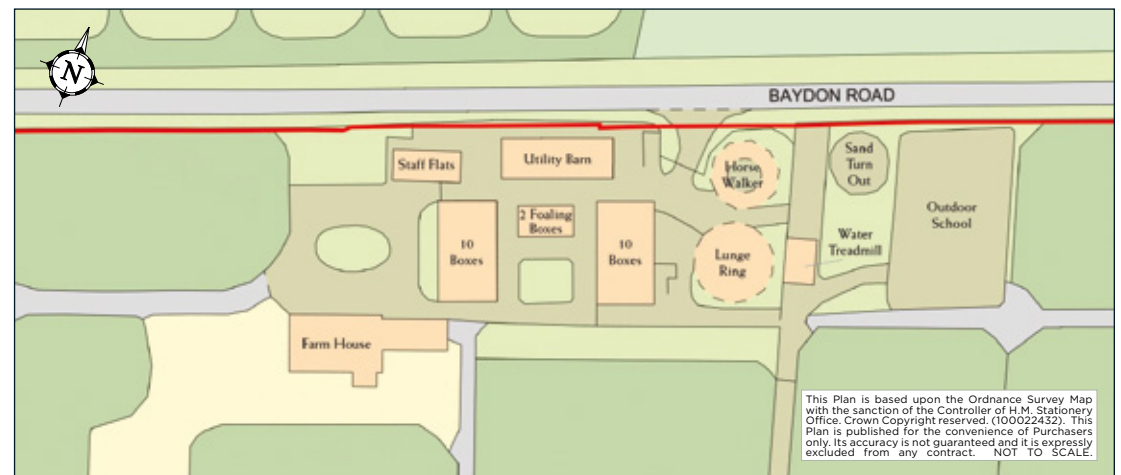 N
BAYDON ROAD
Staff Flats
Utility Barn
Horse
Walker
Sand
Turn
Out
Outdoor
School
2 Foaling
Boxes
10
Boxes
10
Boxes
Lunge
Ring
Water
Treadmill
Farm House
This Plan is based upon the Ordnance Survey Map
with the sanction of the Controller of H.M. Stationery
Office. Crown Copyright reserved. (100022432). This
Plan is published for the convenience of Purchasers
only. Its accuracy is not guaranteed and it is expressly
excluded from any contract. NOT TO SCALE.